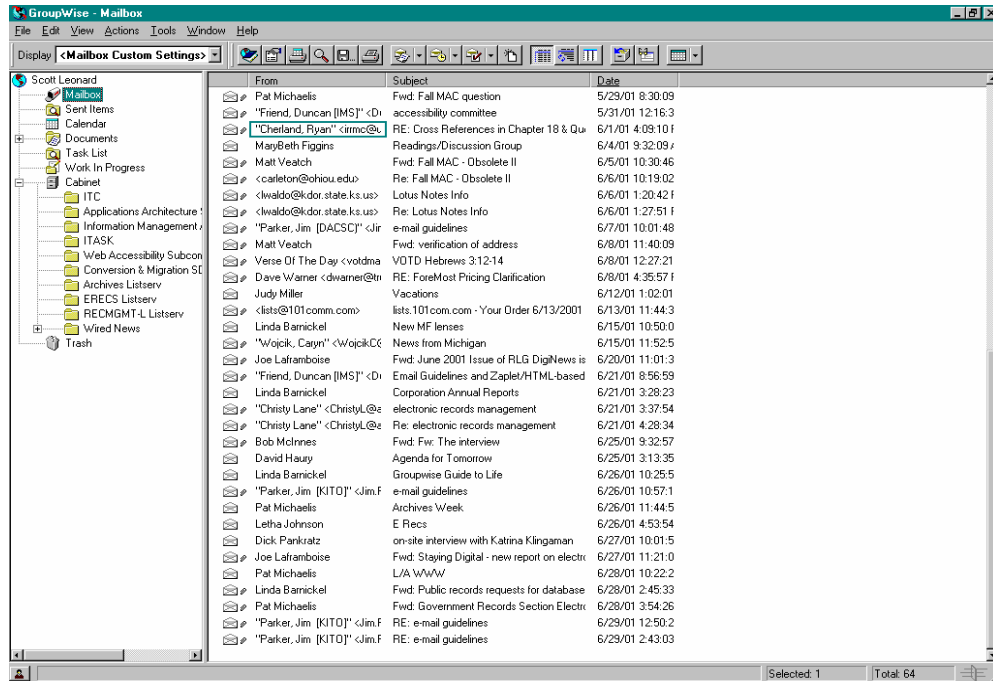 GroupWise - Mailbox
File Edit View Actions Tools Window Help
Display <Mailbox Custom Settings>
Scott Leonard
Mailbox
Sent Items
Calendar
Documents
Task List
Work In Progress
Cabinet
ITC
Applications Architecture
Information Management
ITASK
Web Accessibility Subcon
Conversion & Migration SD
Archives Listserv
ERECS Listserv
RECMGMT-L Listserv
Wired News
Trash
From Subject Date
Pat Michaelis Fwd: Fall MAC question 5/29/01 8:30:09
"Friend, Duncan [IMS]" <Du accessibility committee 5/31/01 12:16:3
"Cherland, Ryan" <irrmc@u RE: Cross References in Chapter 18 & Qu 6/1/01 4:09:10
MaryBeth Figgins Readings/Discussion Group 6/4/01 9:32:09
Matt Veatch Fwd: Fall MAC - Obsolete II 6/5/01 10:30:46
<carleton@ohiou.edu> Re: Fall MAC - Obsolete II 6/6/01 10:19:02
<lwaldo@kdor.state.ks.us> Lotus Notes Info 6/6/01 1:20:42
<lwaldo@kdor.state.ks.us> Re: Lotus Notes Info 6/6/01 1:27:51
"Parker, Jim [DACSC]" <Jir e-mail guidelines 6/7/01 10:01:48
Matt Veatch Fwd: verification of address 6/8/01 11:40:09
Verse Of The Day <votdma VOTD Hebrews 3:12-14 6/8/01 12:27:21
Dave Warner <dwarner@tr RE: ForeMost Pricing Clarification 6/8/01 4:35:57
Judy Miller Vacations 6/12/01 1:02:01
<lists@101comm.com> lists.101com.com - Your Order 6/13/2001 6/13/01 11:44:3
Linda Barnickel New MF lenses 6/15/01 10:50:0
"Wojcik, Caryn" <WojcikC@ News from Michigan 6/15/01 11:52:5
Joe Laframboise Fwd: June 2001 Issue of RLG DigiNews is 6/20/01 11:01:3
"Friend, Duncan [IMS]" <Du Email Guidelines and Zaplet/HTML-based 6/21/01 8:56:59
Linda Barnickel Corporation Annual Reports 6/21/01 3:28:23
"Christy Lane" <ChristyL@a electronic records management 6/21/01 3:37:54
"Christy Lane" <ChristyL@a Re: electronic records management 6/21/01 4:28:34
Bob McInnes Fwd: Fw: The interview 6/25/01 9:32:57
David Haury Agenda for Tomorrow 6/25/01 3:13:35
Linda Barnickel Groupwise Guide to Life 6/26/01 10:25:5
"Parker, Jim [KITO]" <Jim.F e-mail guidelines 6/26/01 10:57:1
Pat Michaelis Archives Week 6/26/01 11:44:5
Letha Johnson E Recs 6/26/01 4:53:54
Dick Pankratz on-site interview with Katrina Klingaman 6/27/01 10:01:5
Joe Laframboise Fwd: Staying Digital - new report on electro 6/27/01 11:21:0
Pat Michaelis L/A WWW 6/28/01 10:22:2
Linda Barnickel Fwd: Public records requests for database 6/28/01 2:45:33
Pat Michaelis Fwd: Government Records Section Electro 6/28/01 3:54:26
"Parker, Jim [KITO]" <Jim.F RE: e-mail guidelines 6/29/01 12:50:2
"Parker, Jim [KITO]" <Jim.F RE: e-mail guidelines 6/29/01 2:43:03
Selected: 1 Total: 64